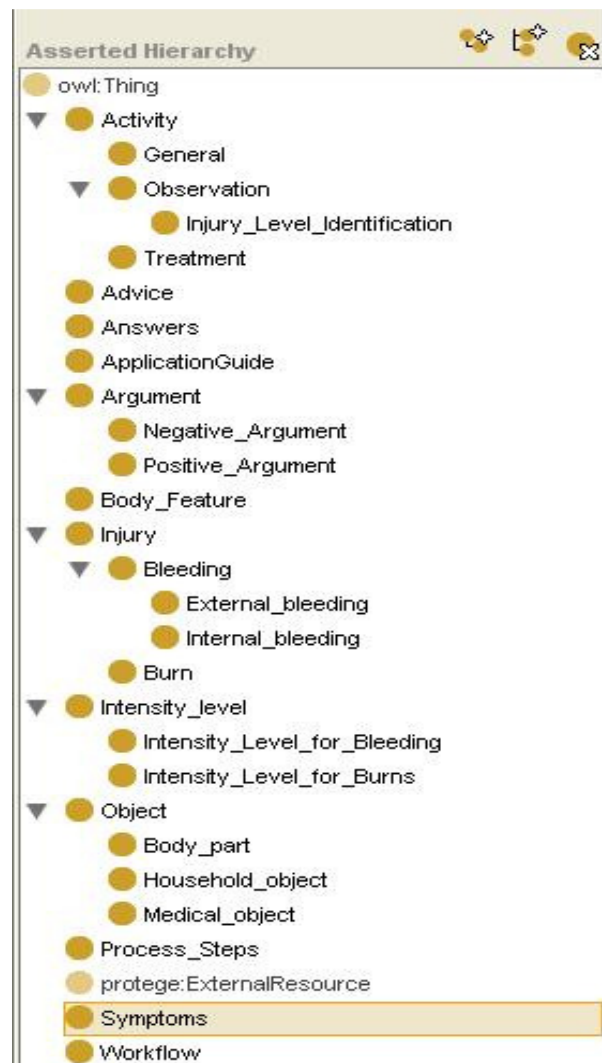 Asserted Hierarchy
owl:Thing
Activity
General
Observation
Injury_Level_Identification
Treatment
Advice
Answers
ApplicationGuide
Argument
Negative_Argument
Positive_Argument
Body_Feature
Injury
Bleeding
External_bleeding
Internal_bleeding
Burn
Intensity_level
Intensity_Level_for_Bleeding
Intensity_Level_for_Burns
Object
Body_part
Household_object
Medical_object
Process_Steps
protege:ExternalResource
Symptoms
Workflow